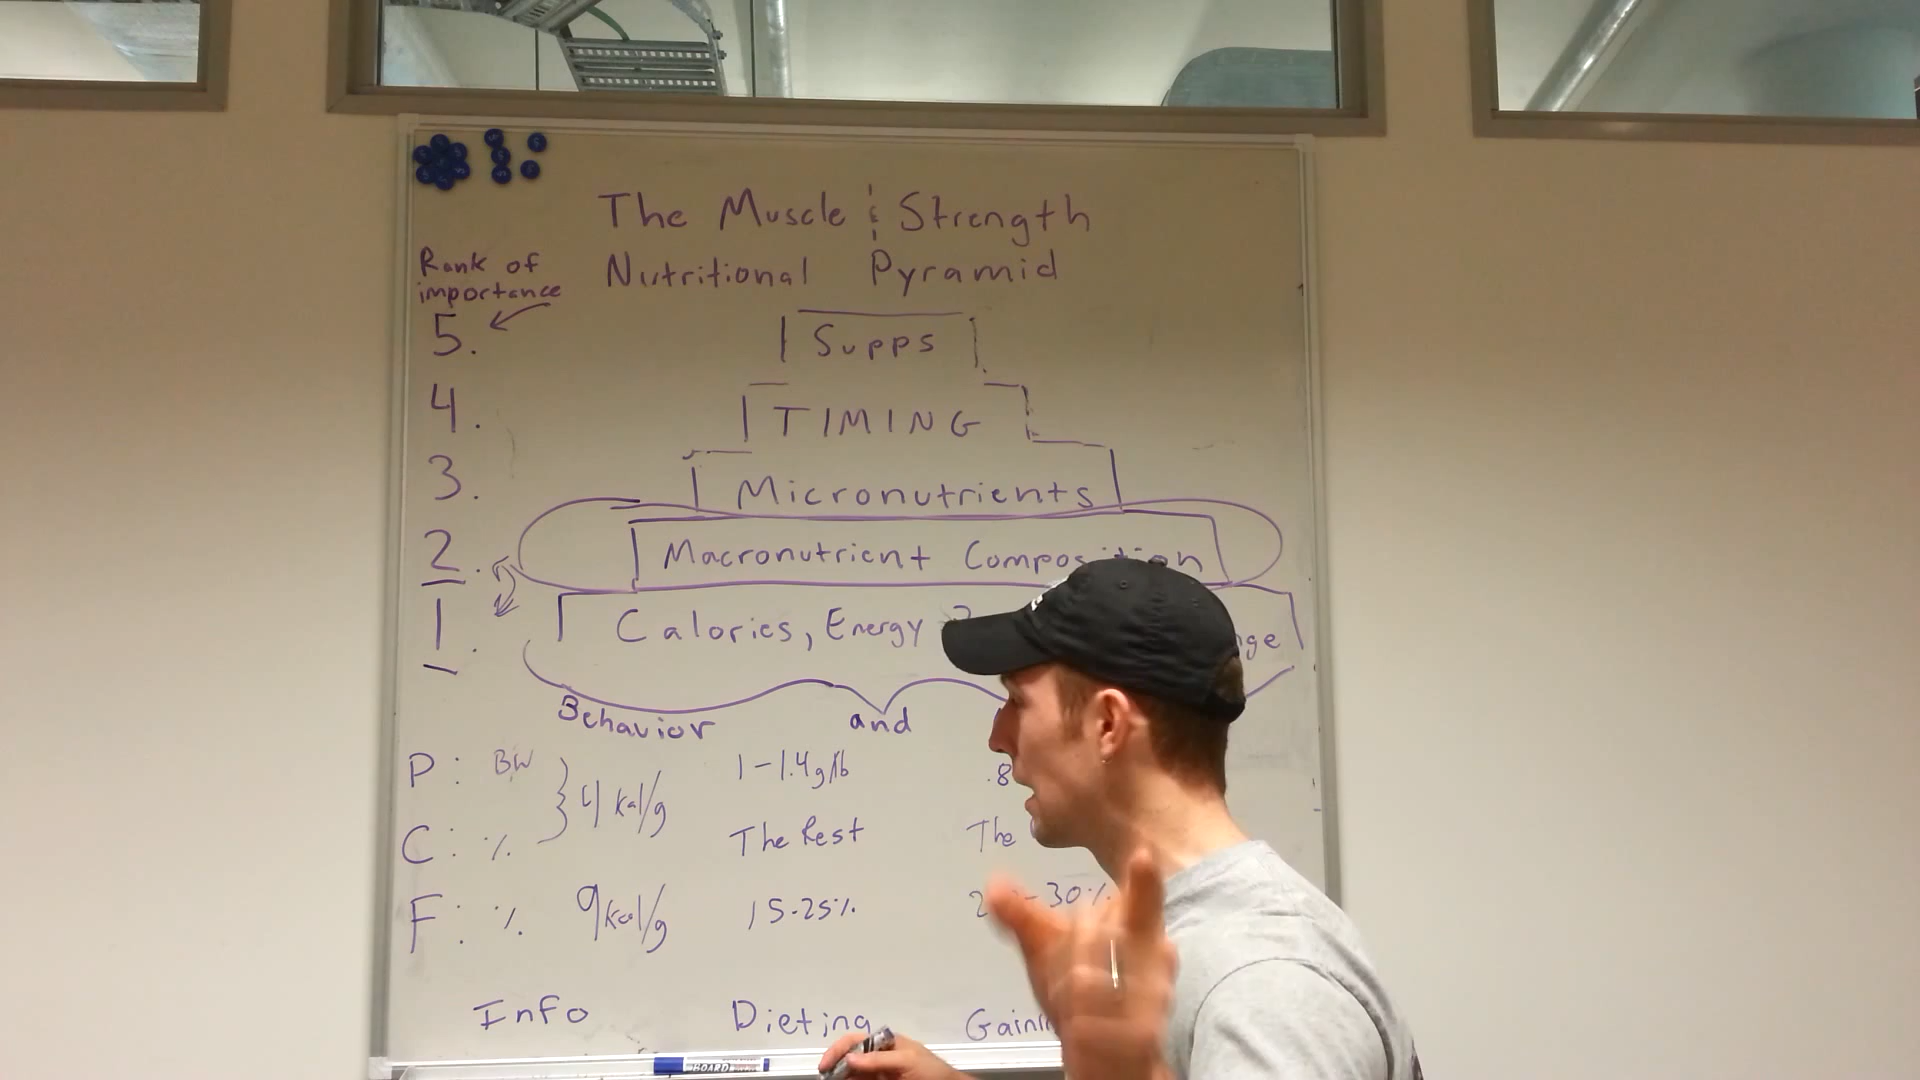 The Muscle & Strength
Nutritional Pyramid
Rank of
importance
5. Supps
4. TIMING
3. Micronutrients
2. Macronutrient Composition
1. Calories, Energy
Behavior and
P: BW 4 kcal/g 1-1.4g/lb .8
C: % The Rest The
F: % 9 kcal/g 15-25% 30%
Info Dieting Gaini
BOARD